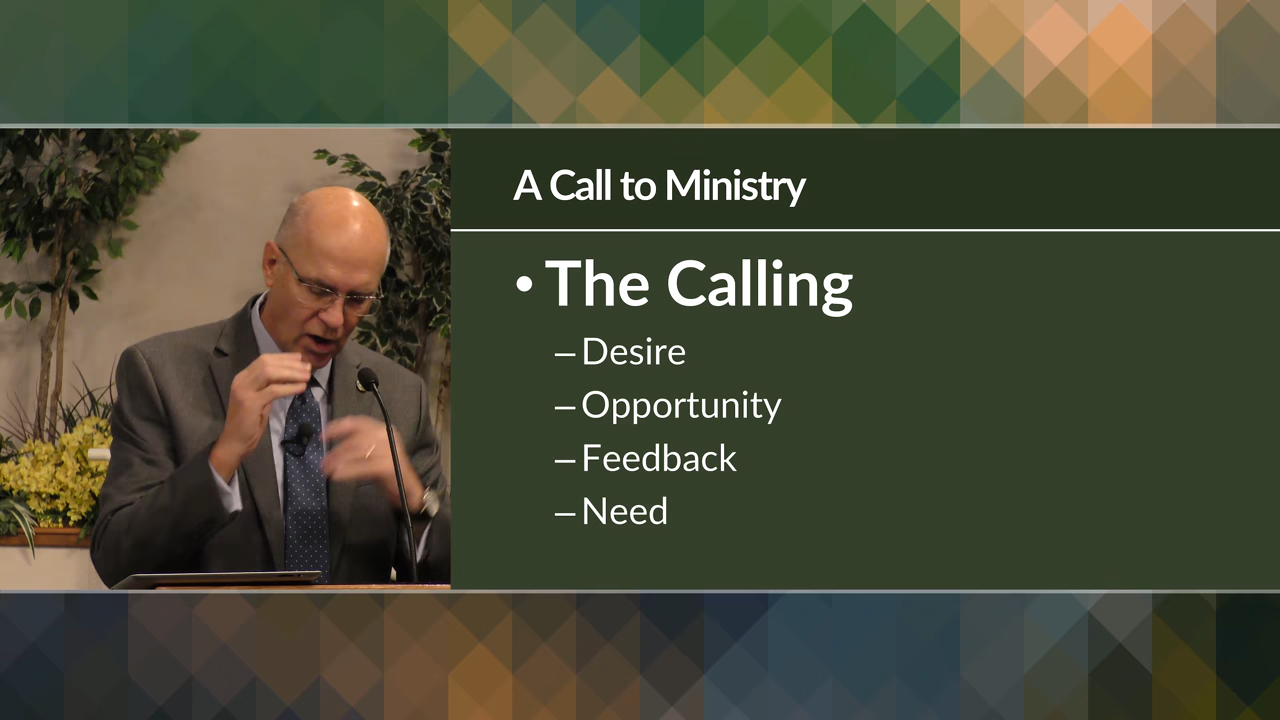 A Call to Ministry
• The Calling
– Desire
– Opportunity
– Feedback
– Need